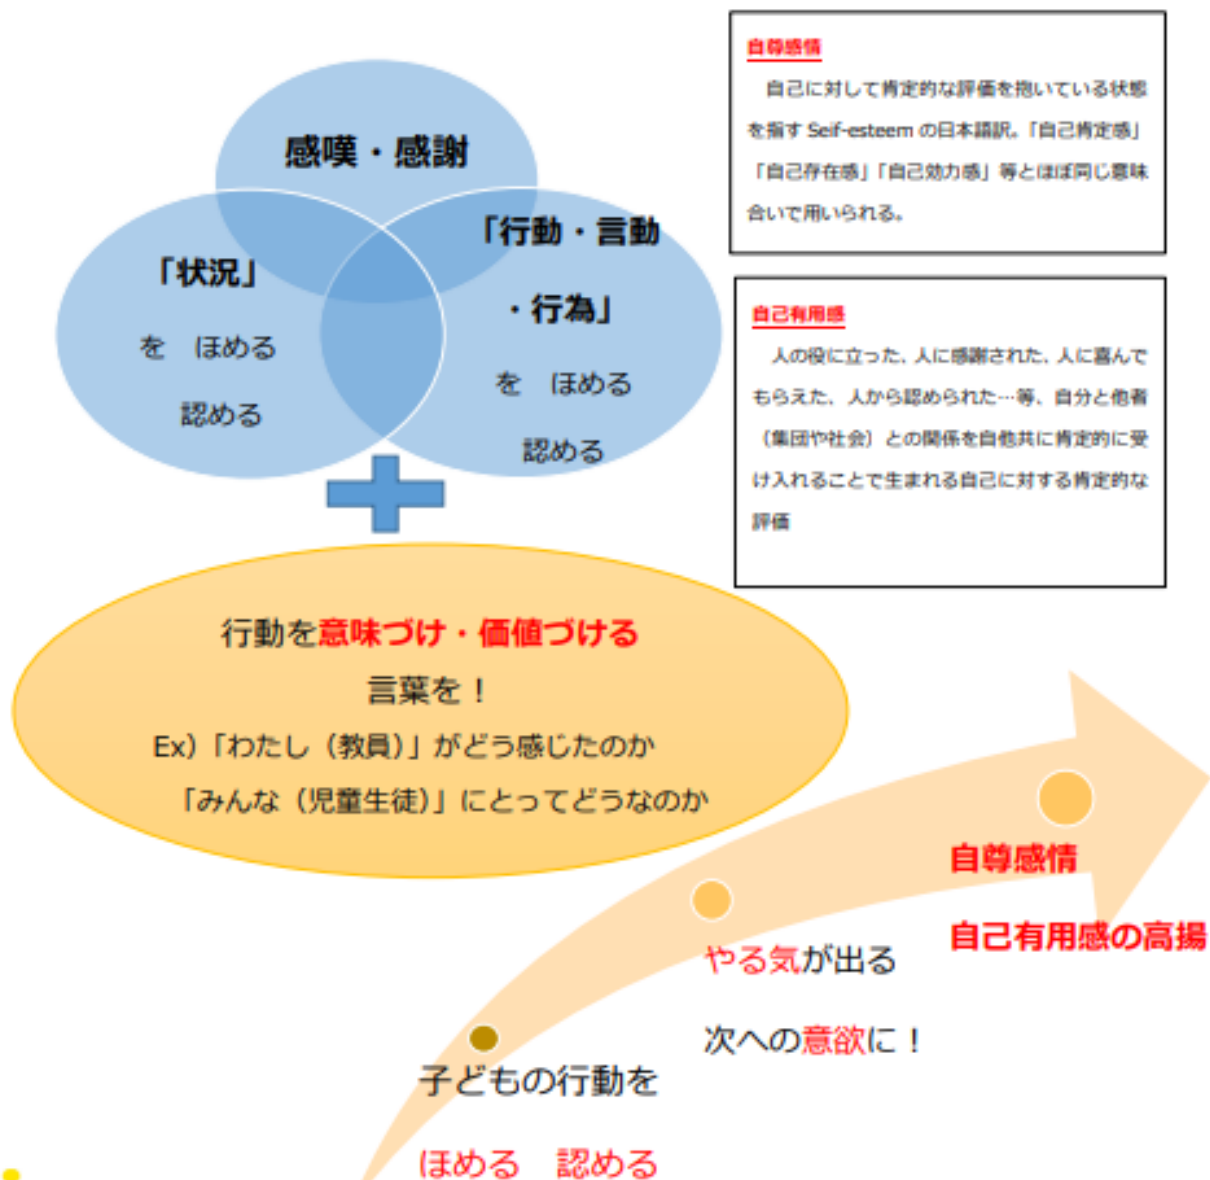 感嘆・感謝
「状況」
を　ほめる
認める
「行動・言動
・行為」
を　ほめる
認める
自尊感情
自己に対して肯定的な評価を抱いている状態
を指す Seif-esteem の日本語訳。「自己肯定感」
「自己存在感」「自己効力感」等とほぼ同じ意味
合いで用いられる。
自己有用感
人の役に立った、人に感謝された、人に喜んで
もらえた、人から認められた…等、自分と他者
（集団や社会）との関係を自他共に肯定的に受
け入れることで生まれる自己に対する肯定的な
評価
行動を意味づけ・価値づける
言葉を！
Ex）「わたし（教員）」がどう感じたのか
「みんな（児童生徒）」にとってどうなのか
自尊感情
自己有用感の高揚
やる気が出る
次への意欲に！
子どもの行動を
ほめる　認める